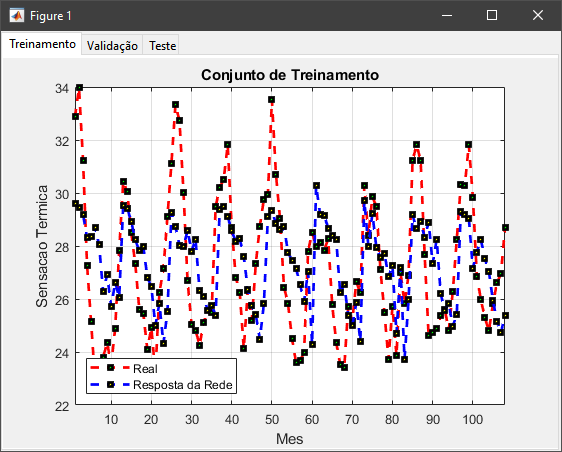 Figure 1
Treinamento Validação Teste
Conjunto de Treinamento
34
32
30
28
26
24
22
Sensacao Termica
Real
Resposta da Rede
10 20 30 40 50 60 70 80 90 100
Mes